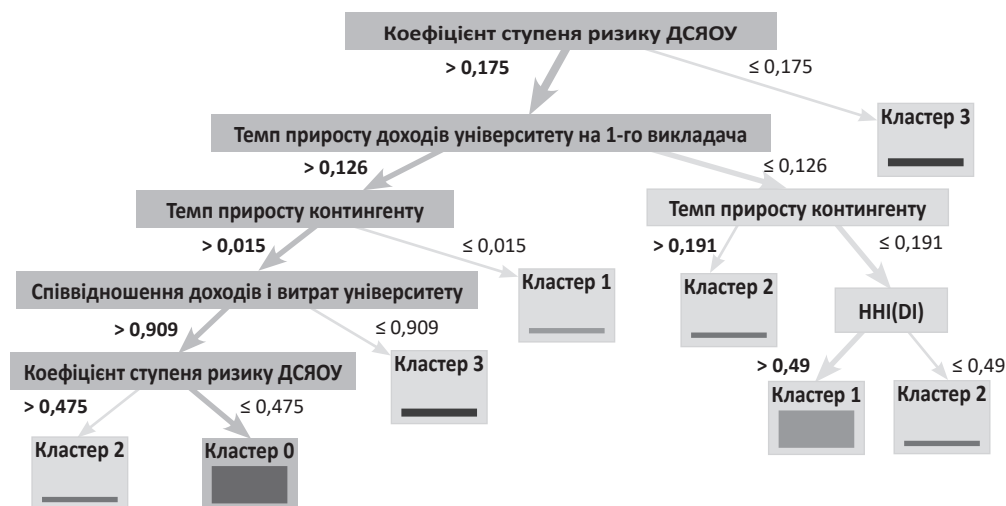 Коефіцієнт ступеня ризику ДСЯОУ
> 0,175
≤ 0,175
Кластер 3
Темп приросту доходів університету на 1-го викладача
> 0,126
≤ 0,126
Темп приросту контингенту
Темп приросту контингенту
> 0,015
≤ 0,015
> 0,191
≤ 0,191
Кластер 1
Кластер 2
Співвідношення доходів і витрат університету
HHI(DI)
> 0,909
≤ 0,909
> 0,49
≤ 0,49
Кластер 3
Кластер 1
Кластер 2
Коефіцієнт ступеня ризику ДСЯОУ
> 0,475
≤ 0,475
Кластер 2
Кластер 0